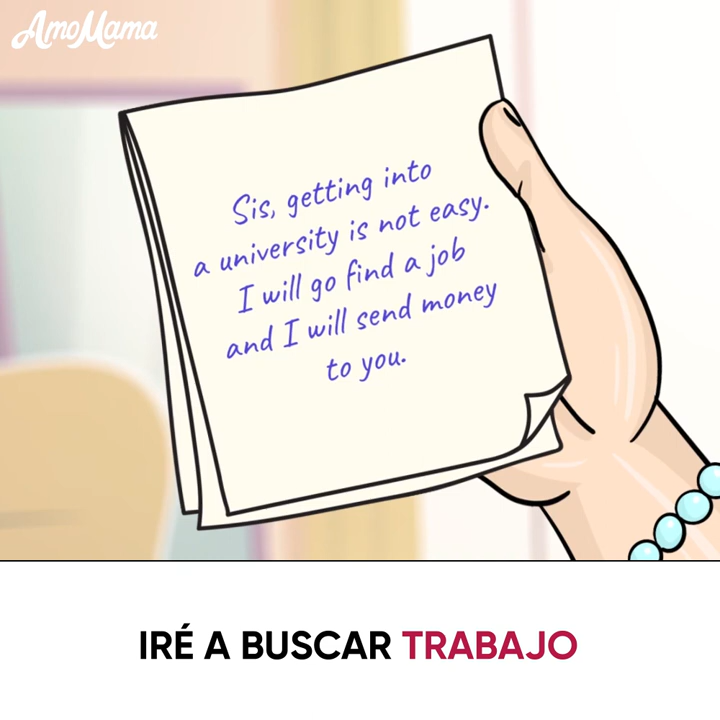 AmoMama
Sis, getting into
a university is not easy.
I will go find a job
and I will send money
to you.
IRÉ A BUSCAR TRABAJO